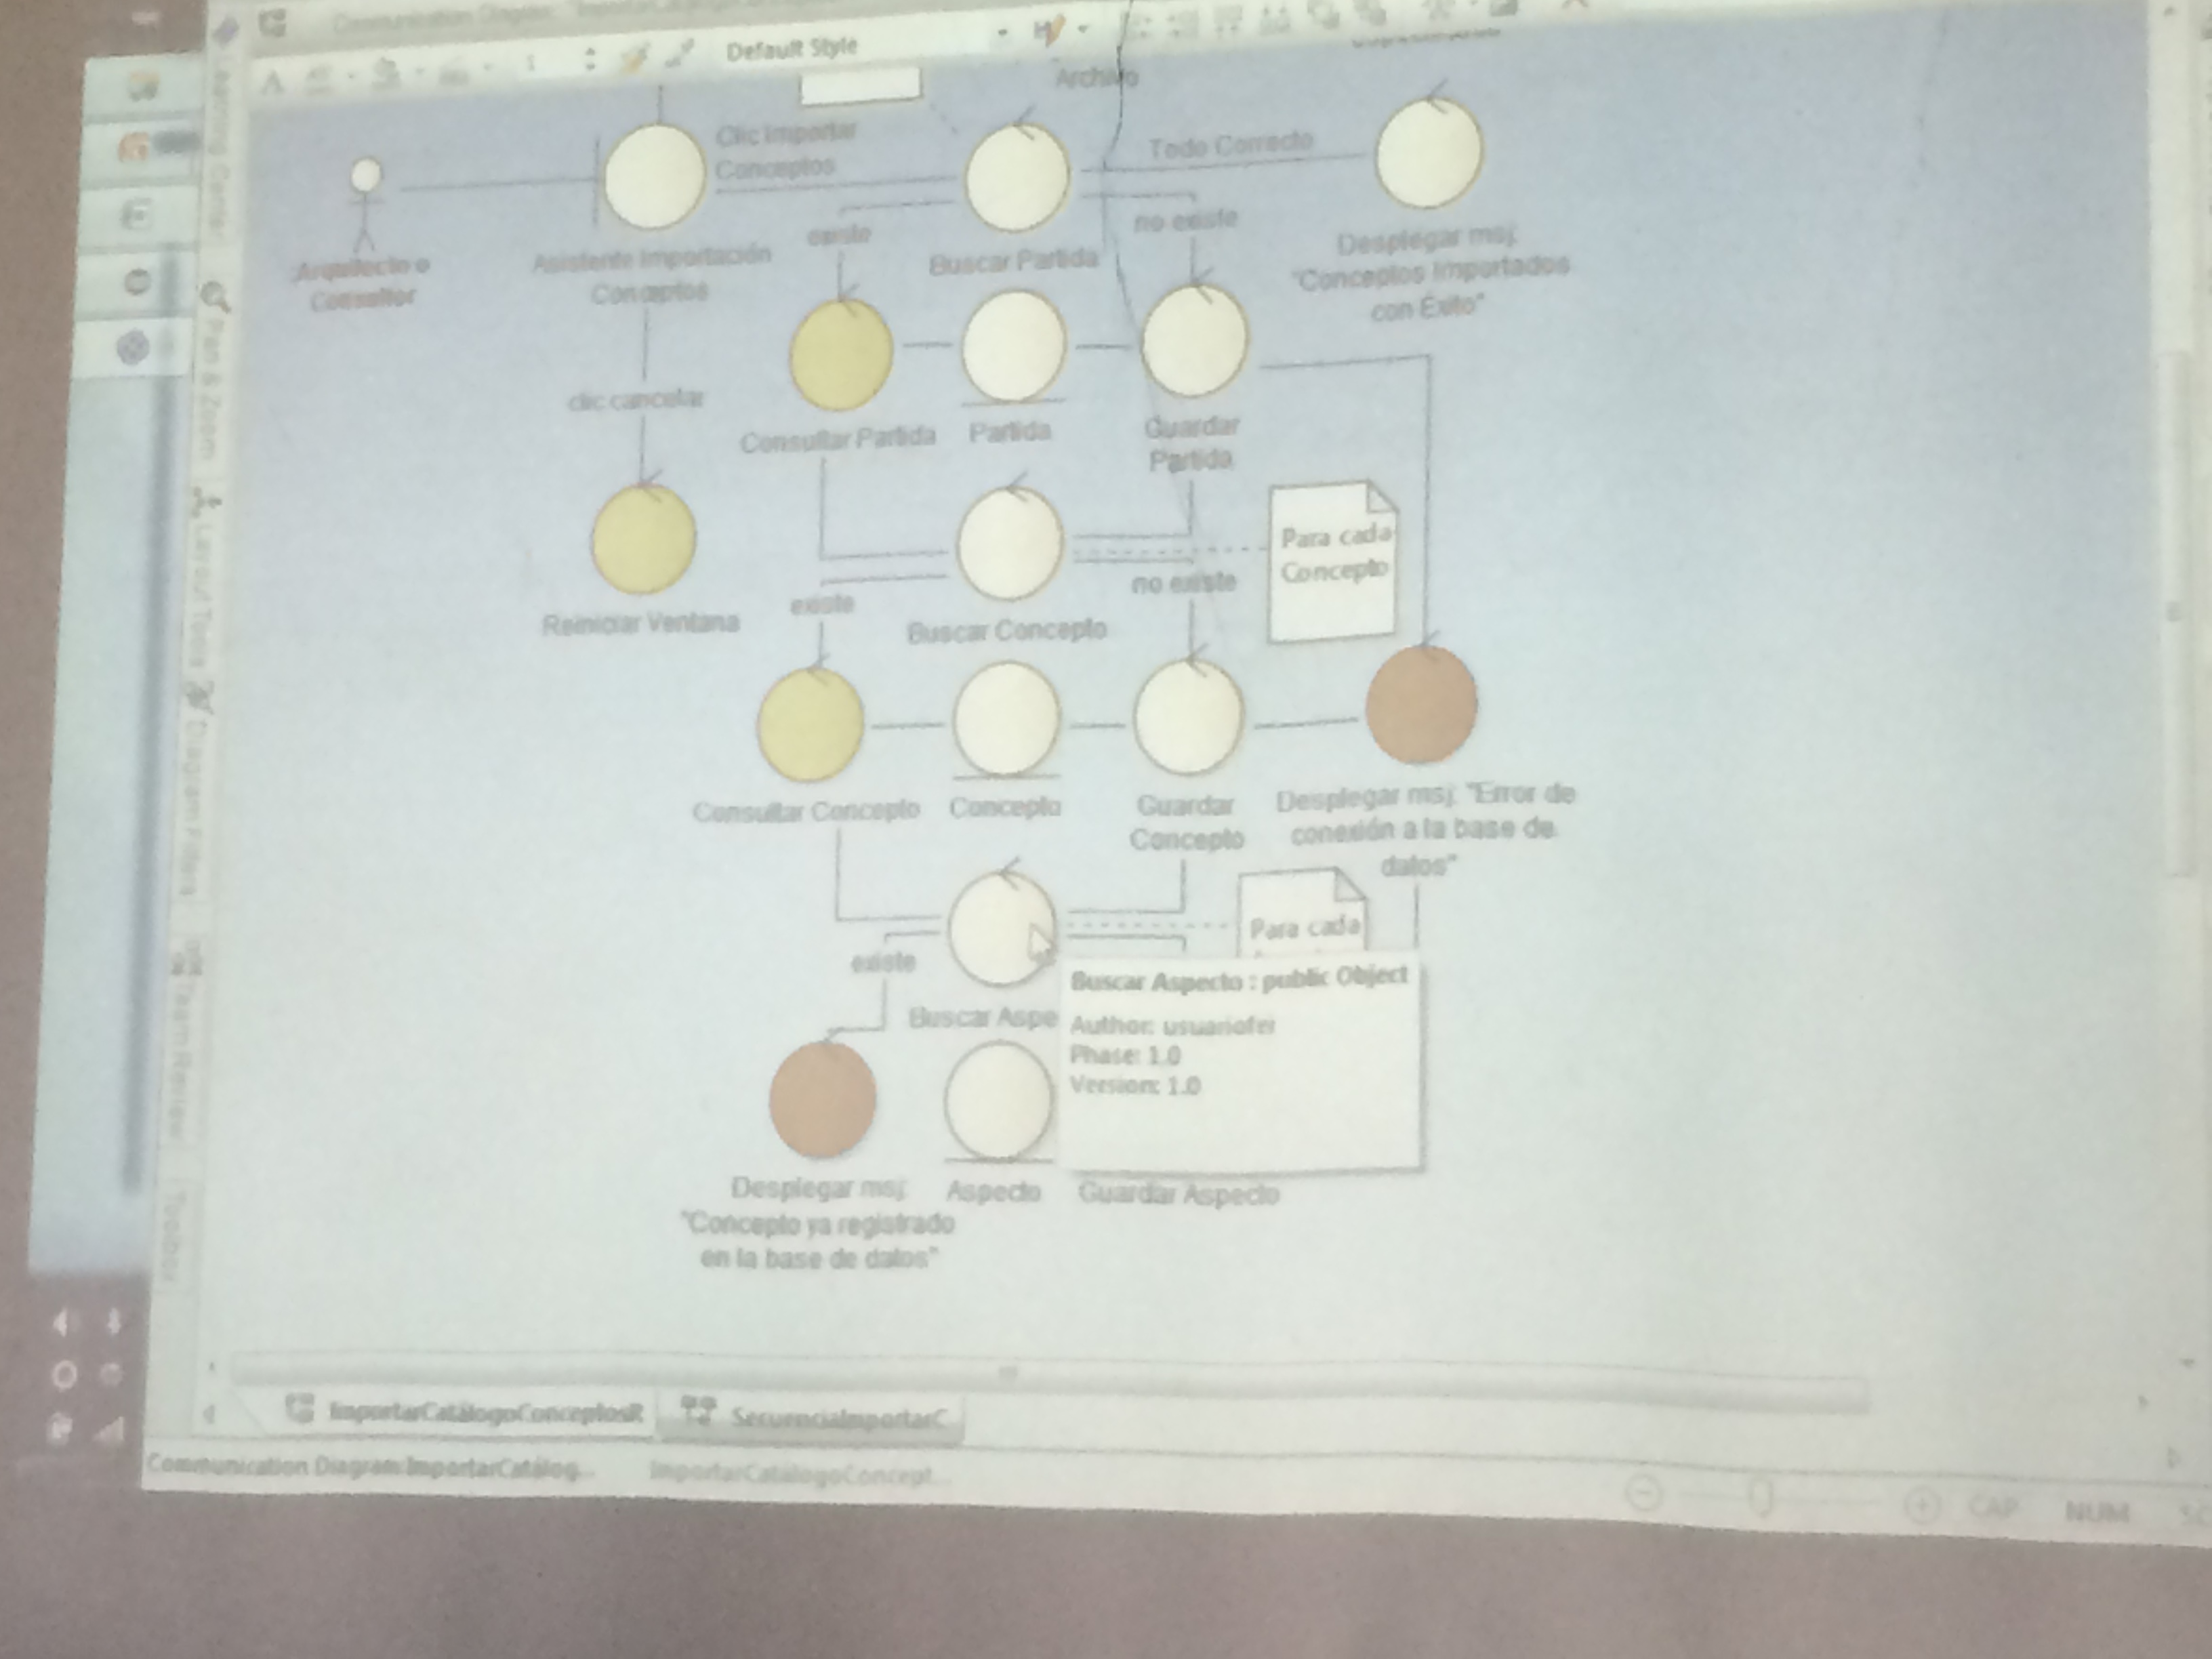 Default Style
Archivo
Clic Importar
Conceptos
Todo Correcto
Arquitecto o
Consultor
Asistente Importación
Conceptos
existe
Buscar Partida
no existe
Desplegar msj:
"Conceptos Importados
con Éxito"
clic cancelar
Consultar Partida
Partida
Guardar
Partida
Para cada
Concepto
Reiniciar Ventana
existe
Buscar Concepto
no existe
Consultar Concepto
Concepto
Guardar
Concepto
Desplegar msj: "Error de
conexión a la base de
datos"
Para cada
existe
Buscar Aspe
Buscar Aspecto : public Object
Author: usuariofer
Phase: 1.0
Version: 1.0
Desplegar msj:
"Concepto ya registrado
en la base de datos"
Aspecto
Guardar Aspecto
Learning Center
Pan & Zoom
Layout Tools
Diagram Filters
Team Review
Toolbox
ImportarCatálogoConceptosR
SecuenciaImportarC
Communication Diagram:ImportarCatálog...
ImportarCatálogoConcept...
CAP
NUM